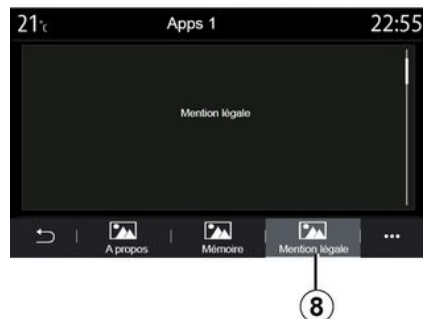 21°c Apps 1 22:55
Mention légale
A propos Mémoire Mention légale •••
8